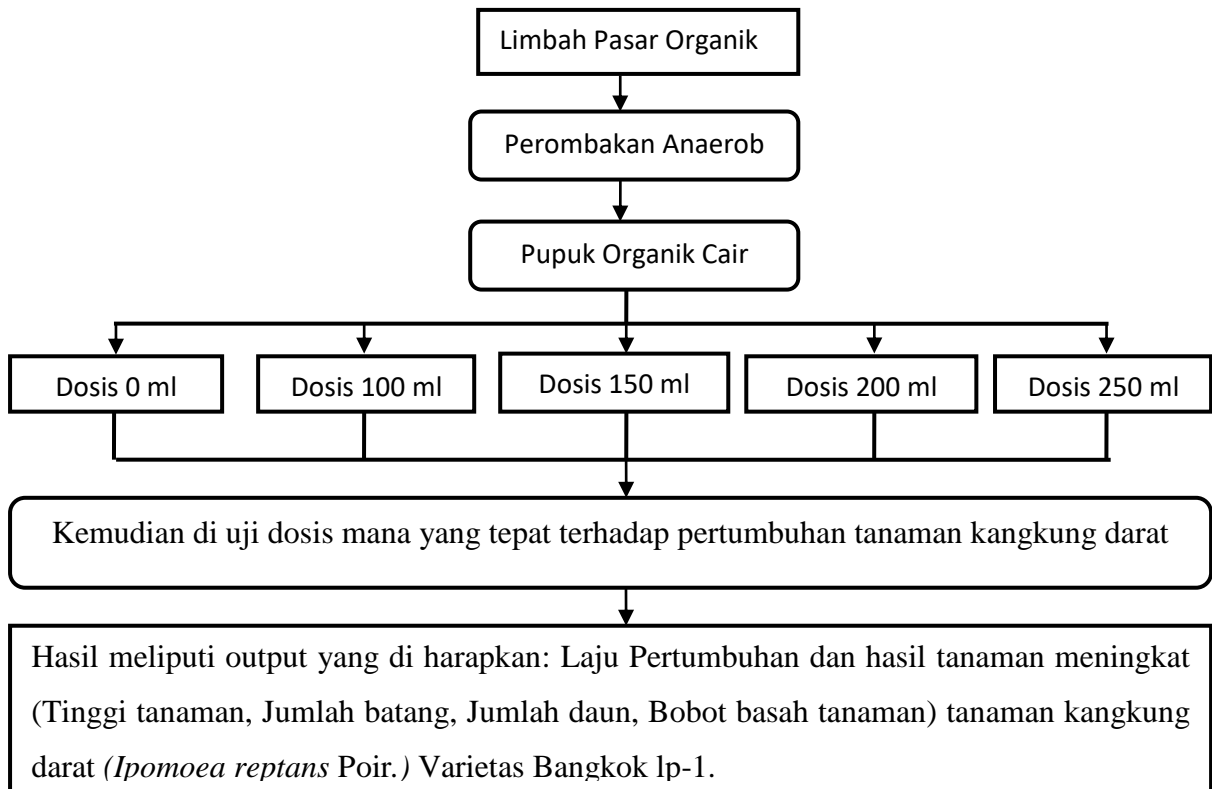 Limbah Pasar Organik
Perombakan Anaerob
Pupuk Organik Cair
Dosis 0 ml
Dosis 100 ml
Dosis 150 ml
Dosis 200 ml
Dosis 250 ml
Kemudian di uji dosis mana yang tepat terhadap pertumbuhan tanaman kangkung darat
Hasil meliputi output yang di harapkan: Laju Pertumbuhan dan hasil tanaman meningkat
(Tinggi tanaman, Jumlah batang, Jumlah daun, Bobot basah tanaman) tanaman kangkung
darat (Ipomoea reptans Poir.) Varietas Bangkok lp-1.